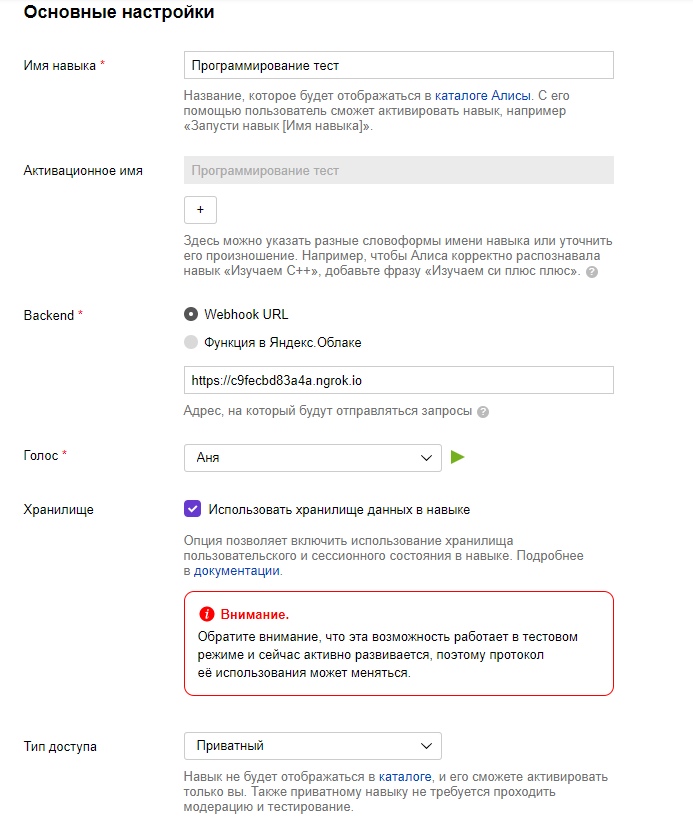 Основные настройки
Имя навыка *
Программирование тест
Название, которое будет отображаться в каталоге Алисы. С его
помощью пользователь сможет активировать навык, например
«Запусти навык [Имя навыка]».
Активационное имя
Программирование тест
+
Здесь можно указать разные словоформы имени навыка или уточнить
его произношение. Например, чтобы Алиса корректно распознавала
навык «Изучаем C++», добавьте фразу «Изучаем си плюс плюс». ?
Backend *
Webhook URL
Функция в Яндекс.Облаке
https://c9fecbd83a4a.ngrok.io
Адрес, на который будут отправляться запросы ?
Голос *
Аня
Хранилище
Использовать хранилище данных в навыке
Опция позволяет включить использование хранилища
пользовательского и сессионного состояния в навыке. Подробнее
в документации.
i Внимание.
Обратите внимание, что эта возможность работает в тестовом
режиме и сейчас активно развивается, поэтому протокол
её использования может меняться.
Тип доступа
Приватный
Навык не будет отображаться в каталоге, и его сможете активировать
только вы. Также приватному навыку не требуется проходить
модерацию и тестирование.